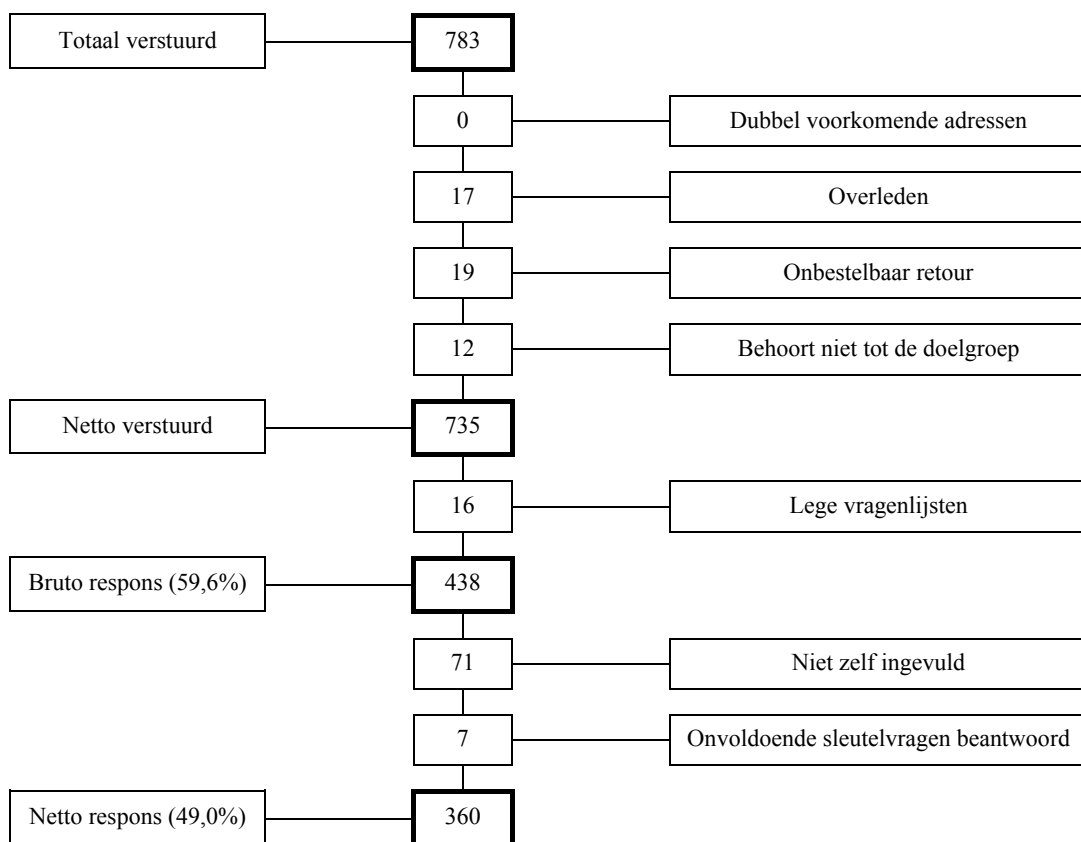 Totaal verstuurd
783
0
Dubbel voorkomende adressen
17
Overleden
19
Onbestelbaar retour
12
Behoort niet tot de doelgroep
Netto verstuurd
735
16
Lege vragenlijsten
Bruto respons (59,6%)
438
71
Niet zelf ingevuld
7
Onvoldoende sleutelvragen beantwoord
Netto respons (49,0%)
360